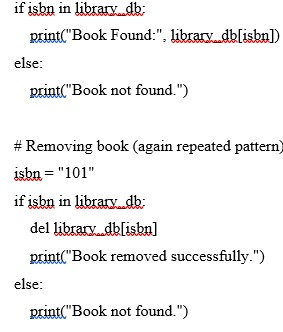 if isbn in library_db:
print("Book Found:", library_db[isbn])
else:
print("Book not found.")
# Removing book (again repeated pattern)
isbn = "101"
if isbn in library_db:
del library_db[isbn]
print("Book removed successfully.")
else:
print("Book not found.")